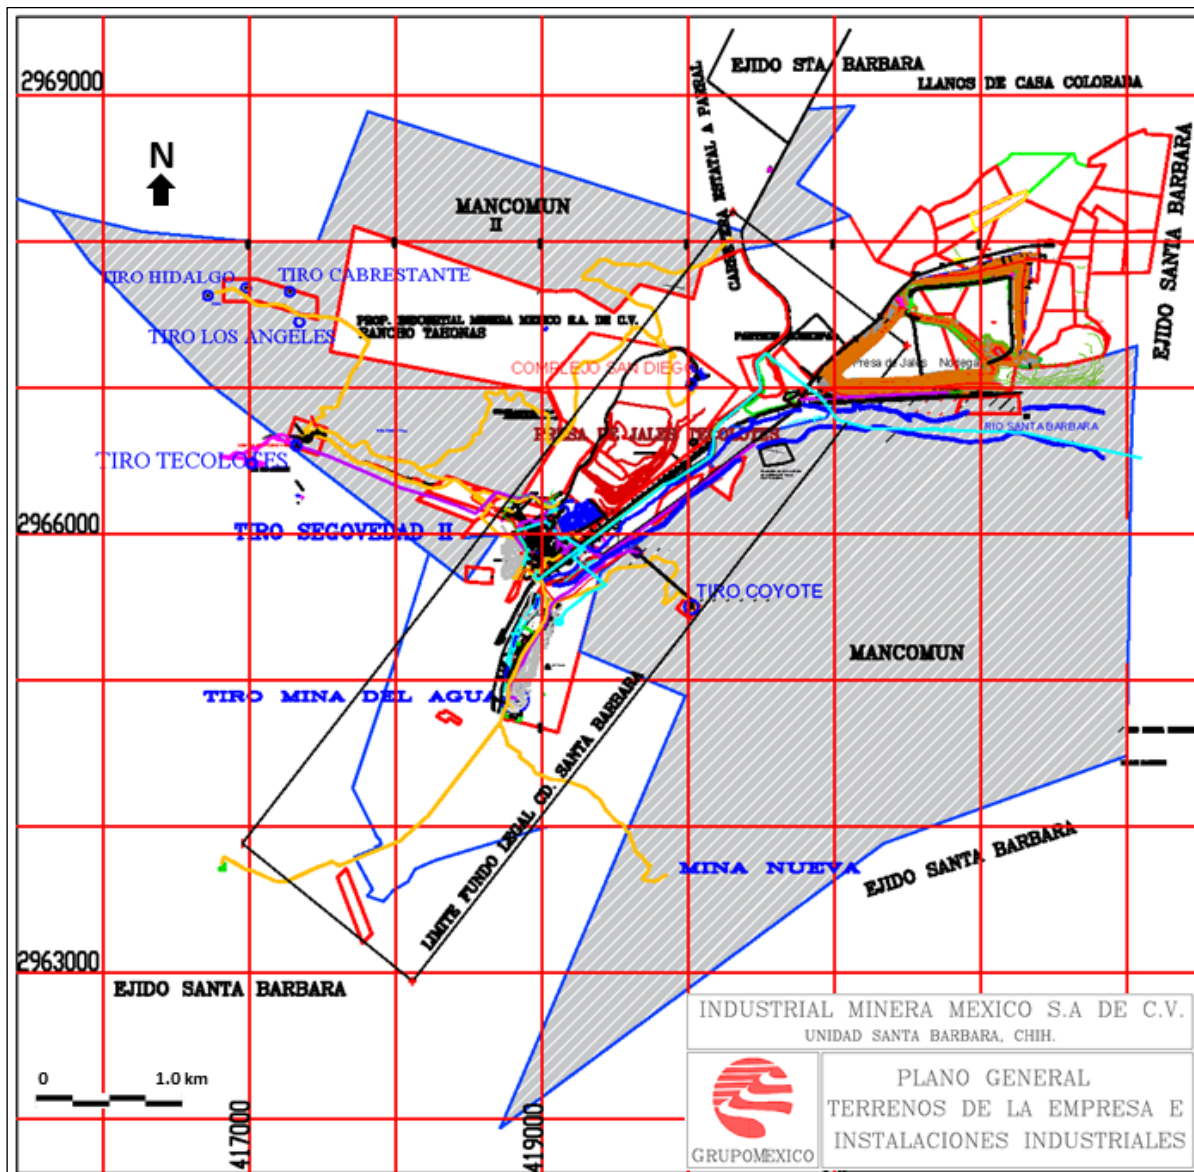 EJIDO STA BARBARA
LLANOS DE CASA COLORADA
2969000
CARRETERA ESTATAL A PARRAL
EJIDO SANTA BARBARA
N
MANCOMUN
II
TIRO HIDALGO
TIRO CABRESTANTE
TIRO LOS ANGELES
PROP. INDUSTRIAL MINERA MEXICO S.A. DE C.V.
RANCHO TAHONAS
PANTEON MUNICIPAL
Presa de Jales Noriega
COMPLEJO SAN DIEGO
PRESA DE JALES TECOLOTES
RIO SANTA BARBARA
TIRO TECOLOTES
2966000
TIRO SEGOVEDAD II
TIRO COYOTE
MANCOMUN
TIRO MINA DEL AGUA
LIMITE FUNDO LEGAL CD. SANTA BARBARA
MINA NUEVA
EJIDO SANTA BARBARA
2963000
EJIDO SANTA BARBARA
0 1.0 km
417000
419000
INDUSTRIAL MINERA MEXICO S.A DE C.V.
UNIDAD SANTA BARBARA, CHIH.
GRUPOMEXICO
PLANO GENERAL
TERRENOS DE LA EMPRESA E
INSTALACIONES INDUSTRIALES